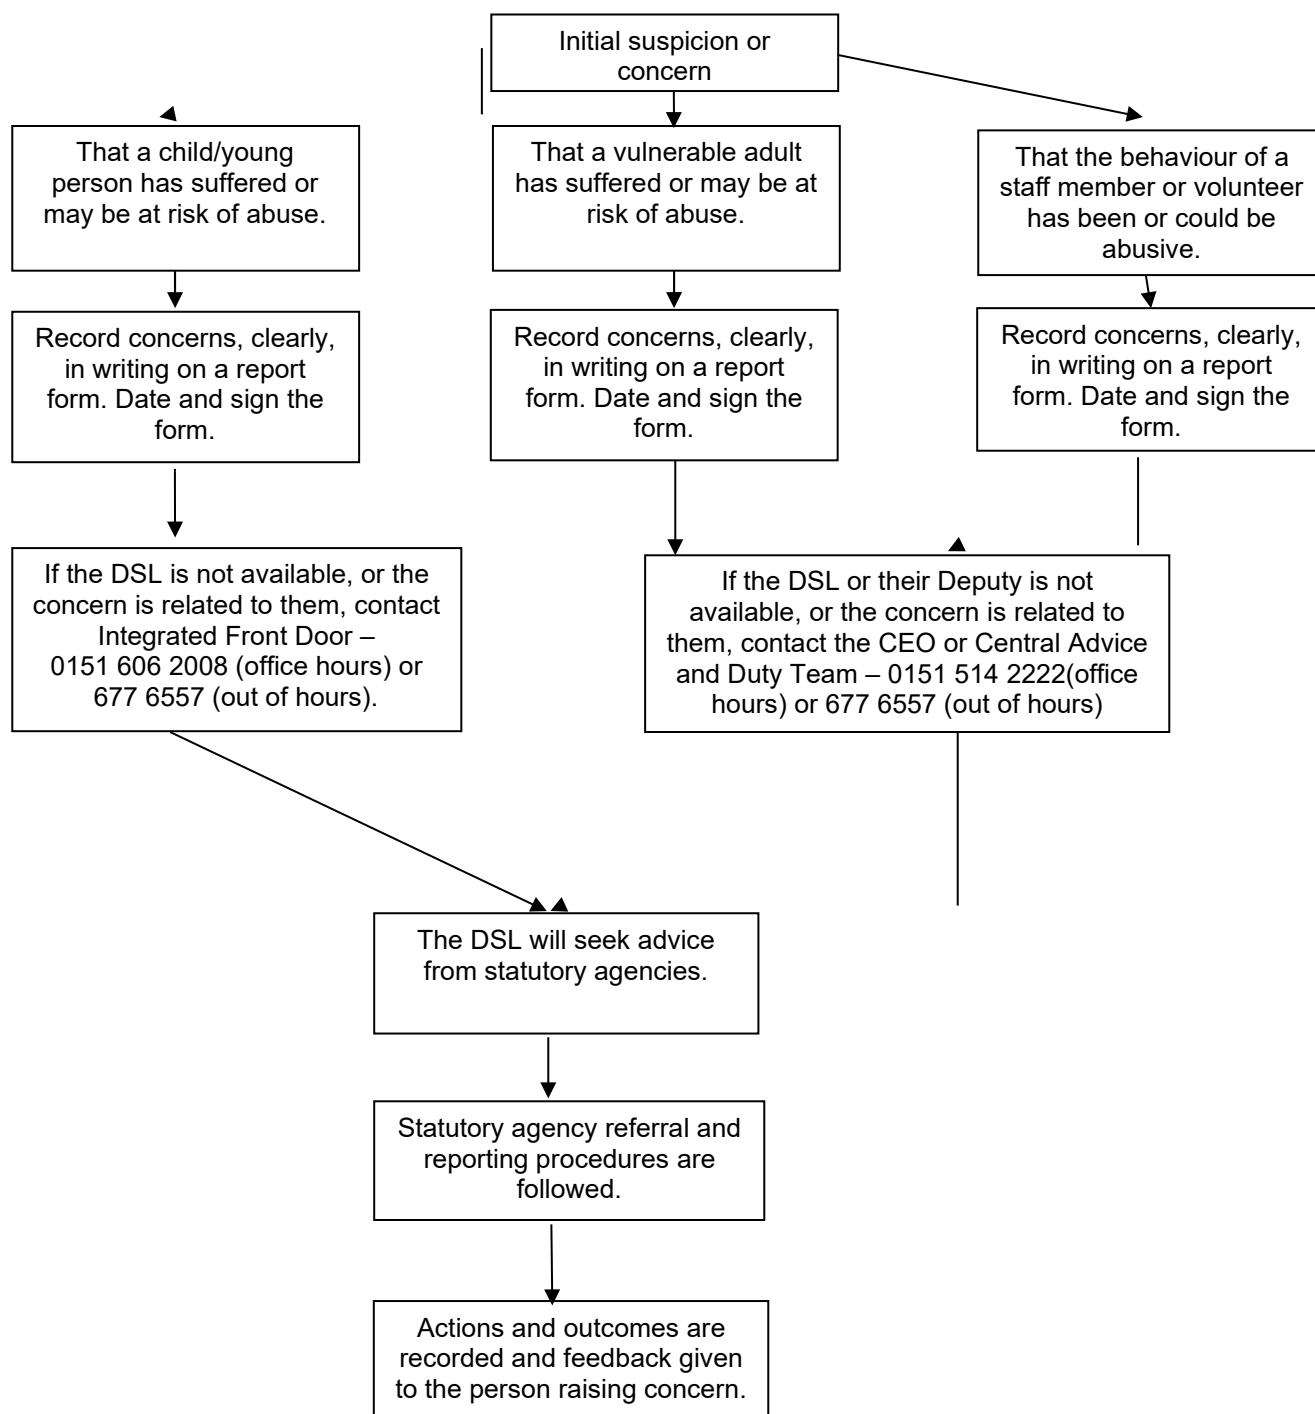 Initial suspicion or
concern
That a child/young
person has suffered or
may be at risk of abuse.
That a vulnerable adult
has suffered or may be at
risk of abuse.
That the behaviour of a
staff member or volunteer
has been or could be
abusive.
Record concerns, clearly,
in writing on a report
form. Date and sign the
form.
Record concerns, clearly,
in writing on a report
form. Date and sign the
form.
Record concerns, clearly,
in writing on a report
form. Date and sign the
form.
If the DSL is not available, or the
concern is related to them, contact
Integrated Front Door –
0151 606 2008 (office hours) or
677 6557 (out of hours).
If the DSL or their Deputy is not
available, or the concern is related to
them, contact the CEO or Central Advice
and Duty Team – 0151 514 2222(office
hours) or 677 6557 (out of hours)
The DSL will seek advice
from statutory agencies.
Statutory agency referral and
reporting procedures are
followed.
Actions and outcomes are
recorded and feedback given
to the person raising concern.